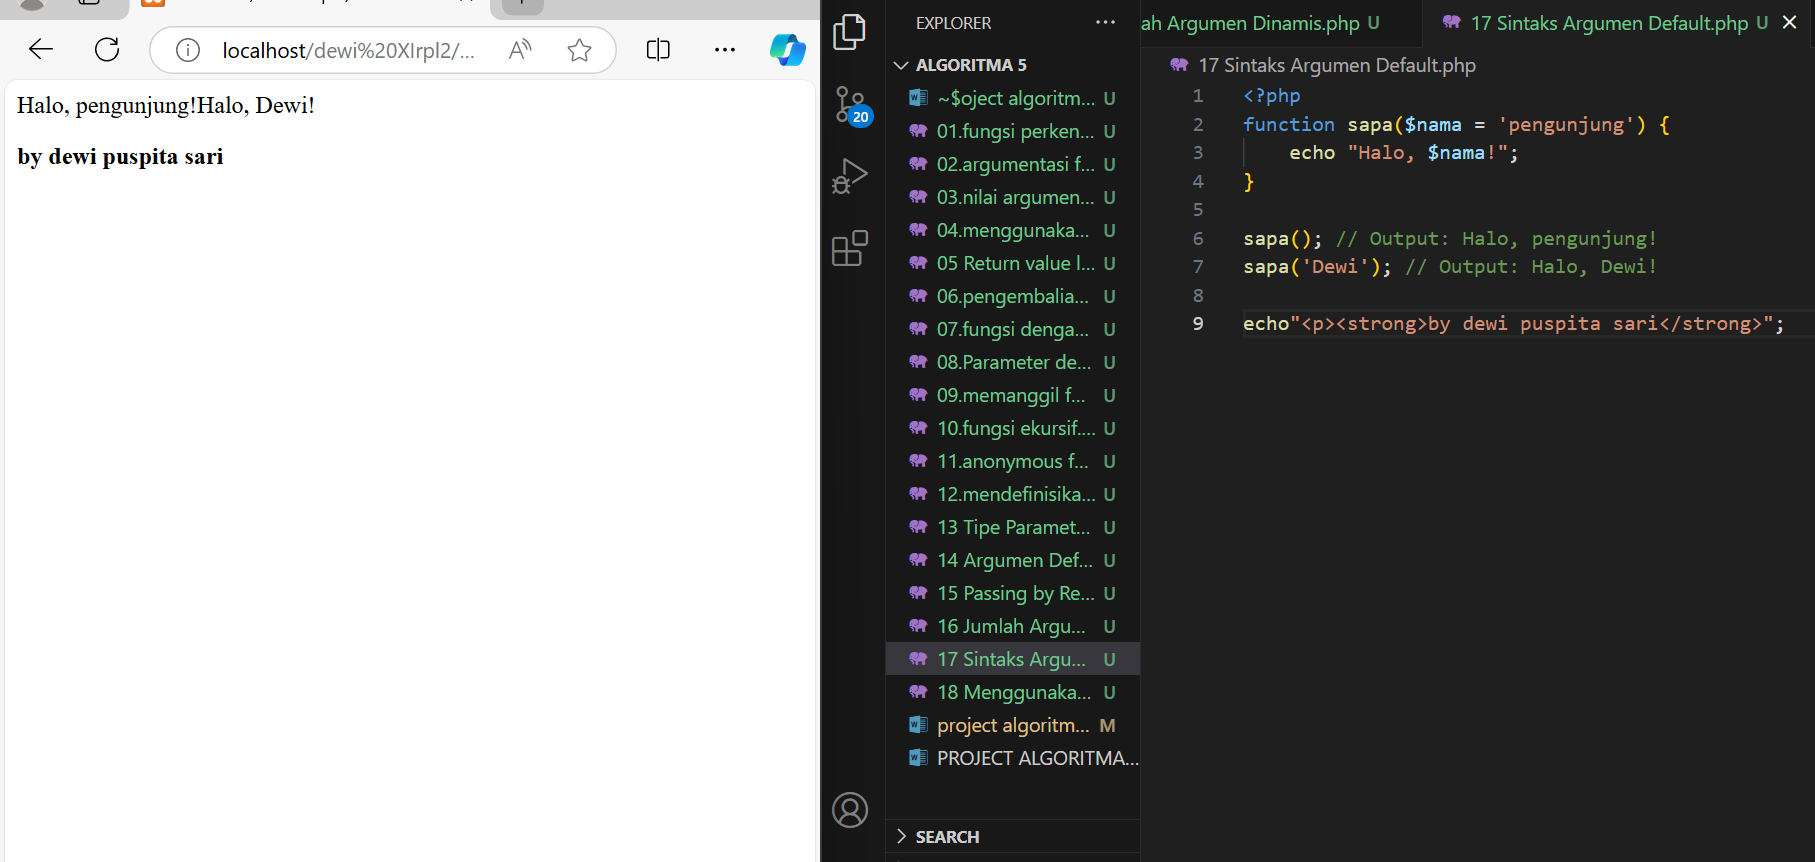 localhost/dewi%20XIrpl2/...
Halo, pengunjung!Halo, Dewi!
by dewi puspita sari
20
EXPLORER
ALGORITMA 5
~$oject algoritm... U
01.fungsi perken... U
02.argumentasi f... U
03.nilai argumen... U
04.menggunaka... U
05 Return value l... U
06.pengembalia... U
07.fungsi denga... U
08.Parameter de... U
09.memanggil f... U
10.fungsi ekursif.... U
11.anonymous f... U
12.mendefinisika... U
13 Tipe Paramet... U
14 Argumen Def... U
15 Passing by Re... U
16 Jumlah Argu... U
17 Sintaks Argu... U
18 Menggunaka... U
project algoritm... M
PROJECT ALGORITMA...
SEARCH
ah Argumen Dinamis.php U
17 Sintaks Argumen Default.php U
17 Sintaks Argumen Default.php
1 <?php
2 function sapa($nama = 'pengunjung') {
3 echo "Halo, $nama!";
4 }
5
6 sapa(); // Output: Halo, pengunjung!
7 sapa('Dewi'); // Output: Halo, Dewi!
8
9 echo"<p><strong>by dewi puspita sari</strong>";